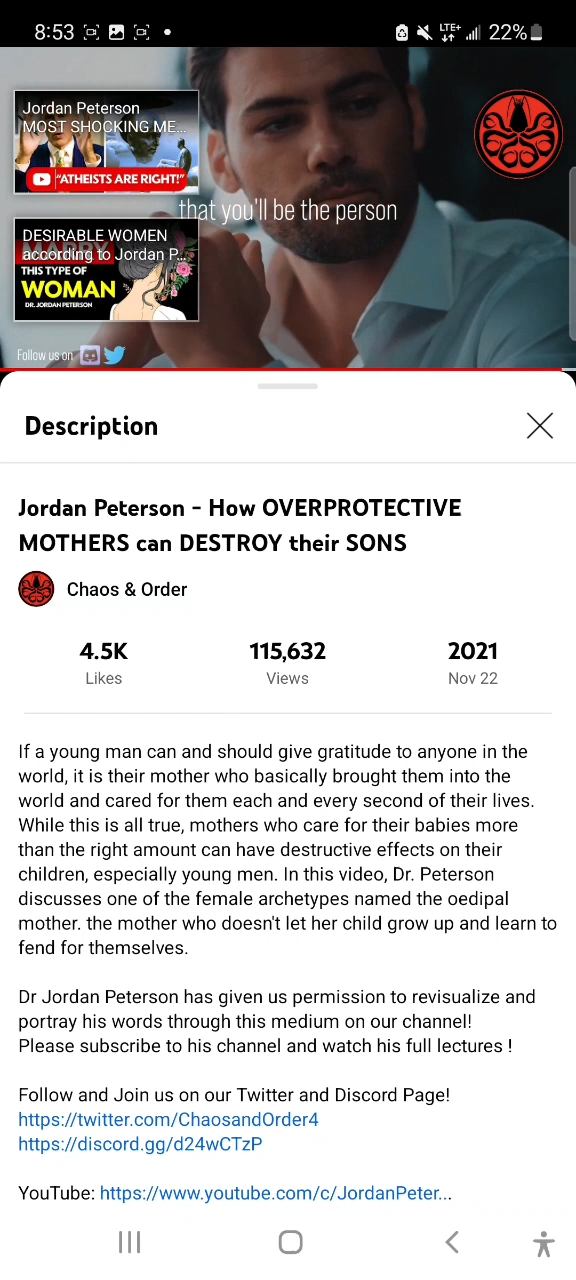 8:53
LTE+
22%
Jordan Peterson
MOST SHOCKING ME...
"ATHEISTS ARE RIGHT!"
that you'll be the person
DESIRABLE WOMEN
according to Jordan P...
MARRY
THIS TYPE OF
WOMAN
DR. JORDAN PETERSON
Follow us on
Description
Jordan Peterson - How OVERPROTECTIVE
MOTHERS can DESTROY their SONS
Chaos & Order
4.5K 115,632 2021
Likes Views Nov 22
If a young man can and should give gratitude to anyone in the
world, it is their mother who basically brought them into the
world and cared for them each and every second of their lives.
While this is all true, mothers who care for their babies more
than the right amount can have destructive effects on their
children, especially young men. In this video, Dr. Peterson
discusses one of the female archetypes named the oedipal
mother. the mother who doesn't let her child grow up and learn to
fend for themselves.
Dr Jordan Peterson has given us permission to revisualize and
portray his words through this medium on our channel!
Please subscribe to his channel and watch his full lectures !
Follow and Join us on our Twitter and Discord Page!
https://twitter.com/ChaosandOrder4
https://discord.gg/d24wCTzP
YouTube: https://www.youtube.com/c/JordanPeter...